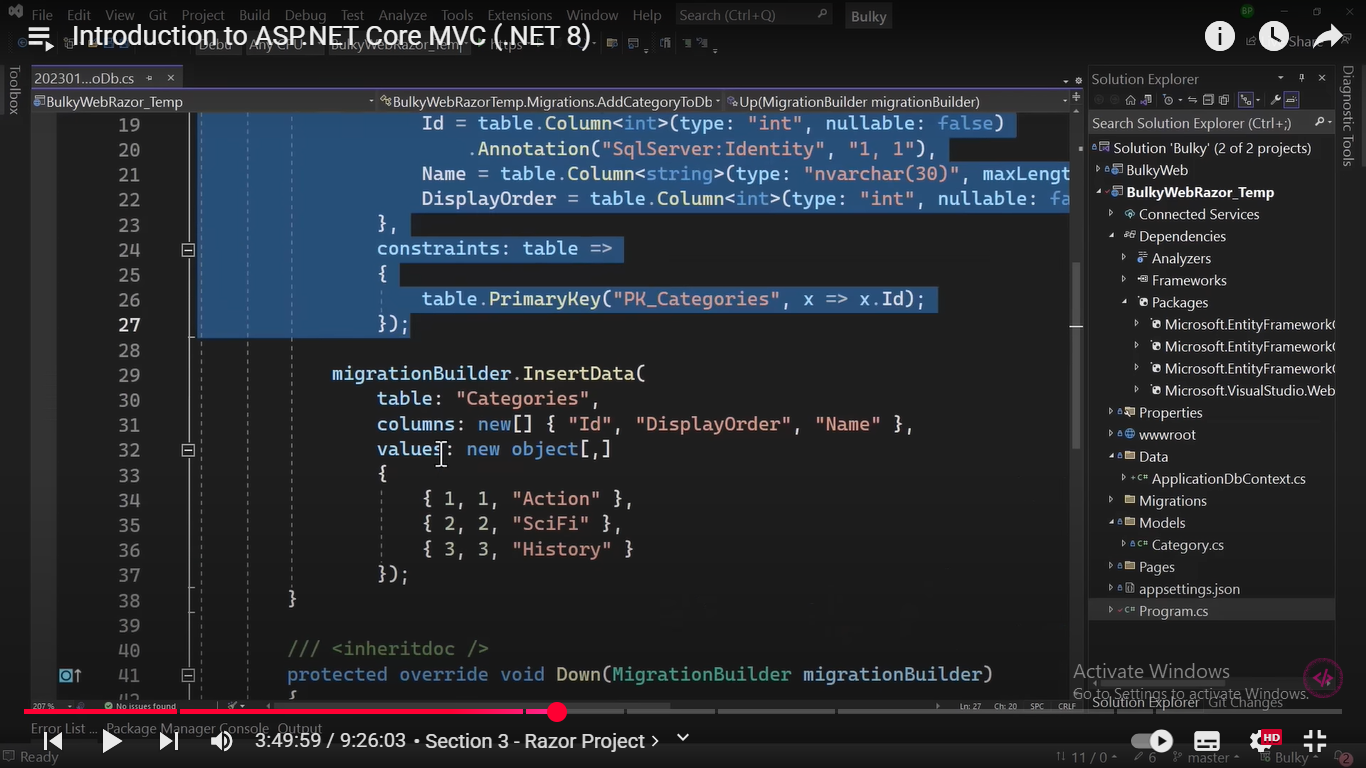 File Edit View Git Project Build Debug Test Analyze Tools Extensions Window Help Search (Ctrl+Q) Bulky
Introduction to ASP.NET Core MVC (.NET 8)
Share
Toolbox
202301...oDb.cs
BulkyWebRazor_Temp BulkyWebRazorTemp.Migrations.AddCategoryToDb Up(MigrationBuilder migrationBuilder)
19 Id = table.Column<int>(type: "int", nullable: false)
20 .Annotation("SqlServer:Identity", "1, 1"),
21 Name = table.Column<string>(type: "nvarchar(30)", maxLengt
22 DisplayOrder = table.Column<int>(type: "int", nullable: fa
23 },
24 constraints: table =>
25 {
26 table.PrimaryKey("PK_Categories", x => x.Id);
27 });
28
29 migrationBuilder.InsertData(
30 table: "Categories",
31 columns: new[] { "Id", "DisplayOrder", "Name" },
32 values: new object[,]
33 {
34 { 1, 1, "Action" },
35 { 2, 2, "SciFi" },
36 { 3, 3, "History" }
37 });
38 }
39
40 /// <inheritdoc />
41 protected override void Down(MigrationBuilder migrationBuilder)
42 {
207 % No issues found Ln: 27 Ch: 20 SPC CRLF
Solution Explorer
Search Solution Explorer (Ctrl+;)
Solution 'Bulky' (2 of 2 projects)
BulkyWeb
BulkyWebRazor_Temp
Connected Services
Dependencies
Analyzers
Frameworks
Packages
Microsoft.EntityFrameworkC
Microsoft.EntityFrameworkC
Microsoft.EntityFrameworkC
Microsoft.VisualStudio.Web
Properties
wwwroot
Data
ApplicationDbContext.cs
Migrations
Models
Category.cs
Pages
appsettings.json
Program.cs
Diagnostic Tools
Activate Windows
Go to Settings to activate Windows.
Solution Explorer Git Changes
Error List ... Package Manager Console Output
3:49:59 / 9:26:03 • Section 3 - Razor Project
HD
Ready 11 / 0 6 master Bulky 2